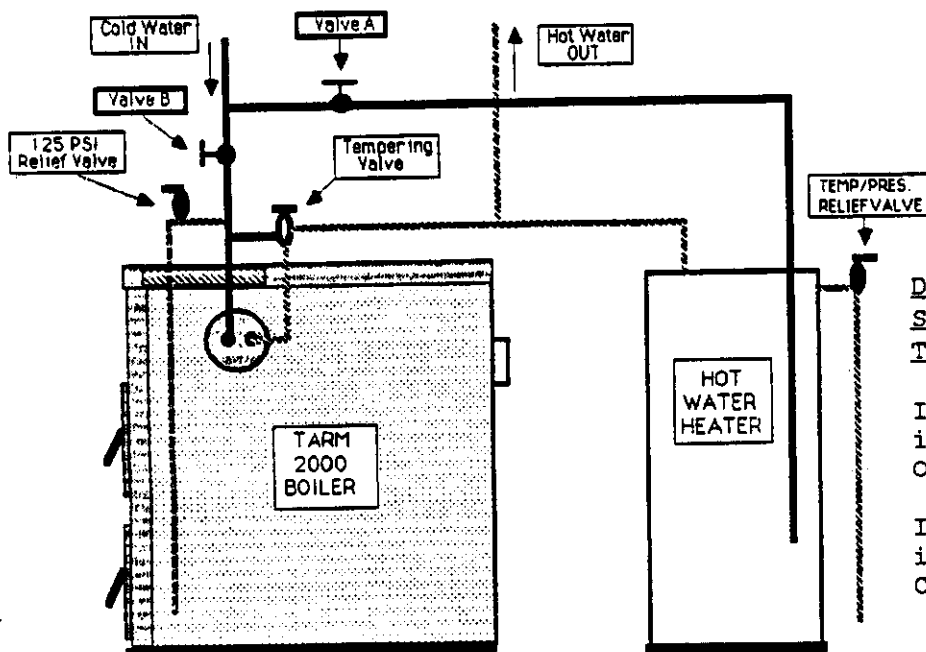 Cold Water
IN
Valve A
Hot Water
OUT
Valve B
125 PSI
Relief Valve
Tempering
Valve
TEMP/PRES.
RELIEF VALVE
TARM
2000
BOILER
HOT
WATER
HEATER
D
S
T
I
i
O
I
i
C